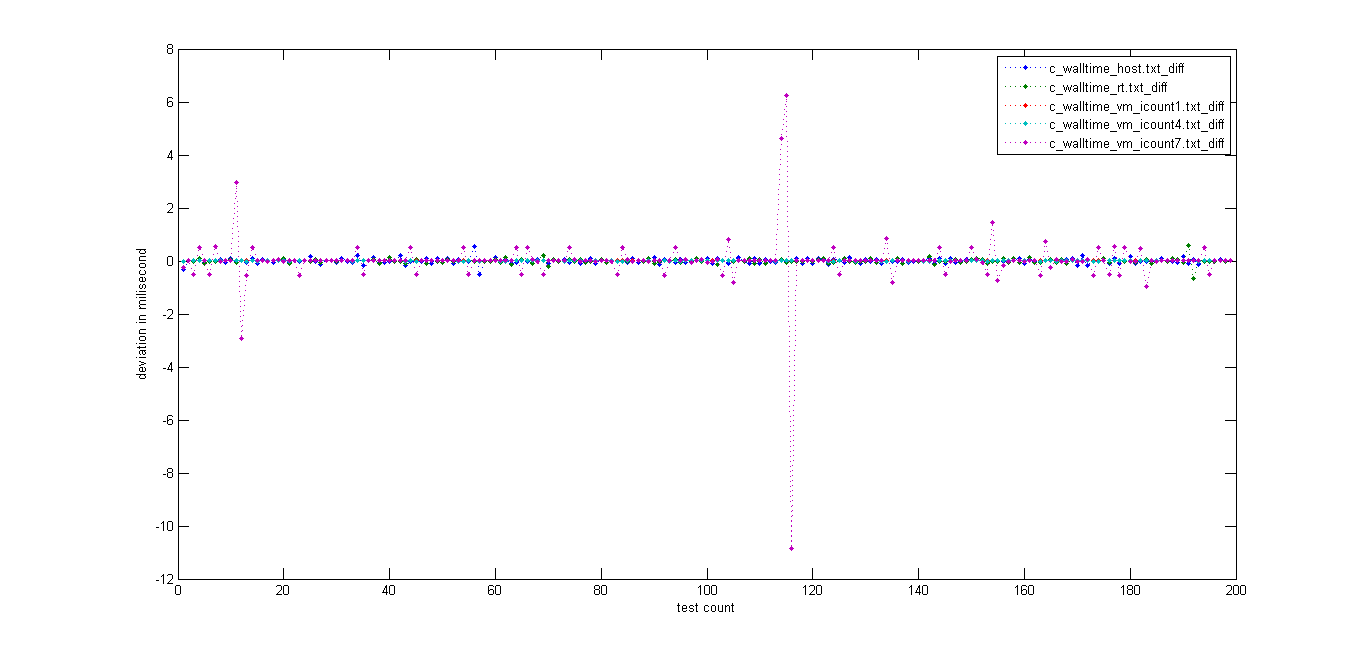 8
6
4
2
0
-2
-4
-6
-8
-10
-12
deviation in milisecond
0 20 40 60 80 100 120 140 160 180 200
test count
c_walltime_host.txt_diff
c_walltime_rt.txt_diff
c_walltime_vm_icount1.txt_diff
c_walltime_vm_icount4.txt_diff
c_walltime_vm_icount7.txt_diff